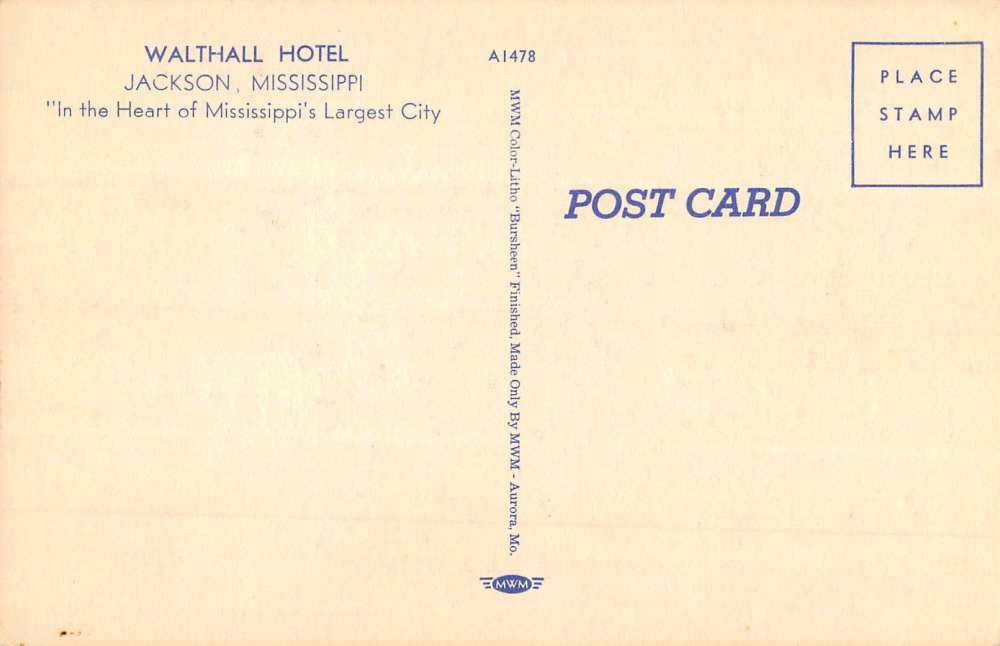 WALTHALL HOTEL
JACKSON, MISSISSIPPI
"In the Heart of Mississippi's Largest City
A1478
MWM Color-Litho "Bursheen" Finished, Made Only By MWM - Aurora, Mo.
MWM
POST CARD
PLACE
STAMP
HERE